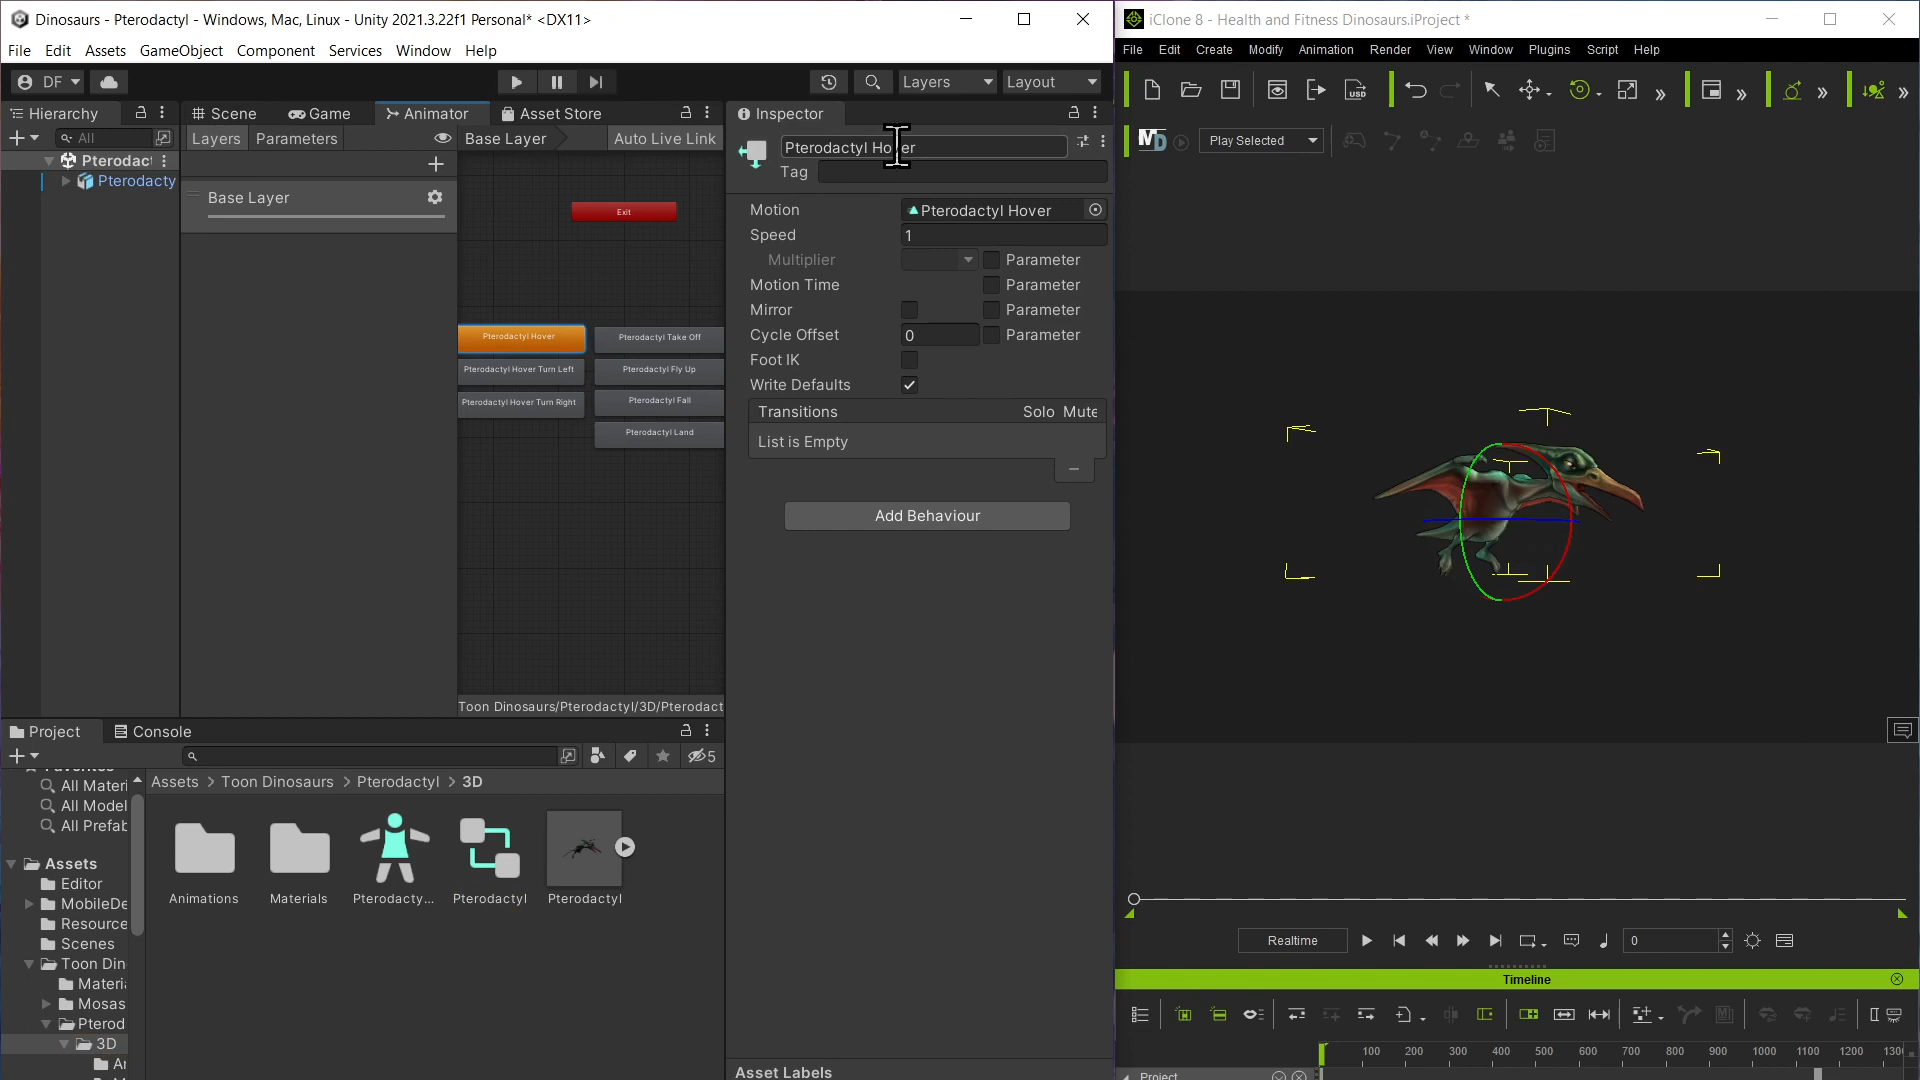 Dinosaurs - Pterodactyl - Windows, Mac, Linux - Unity 2021.3.22f1 Personal* <DX11>
File Edit Assets GameObject Component Services Window Help
DF
Layers Layout
Hierarchy
Scene Game Animator Asset Store
Inspector
All
Layers Parameters
Base Layer
Auto Live Link
Pterodact
Pterodacty
Base Layer
Exit
Pterodactyl Hover
Pterodactyl Hover Turn Left
Pterodactyl Hover Turn Right
Pterodactyl Take Off
Pterodactyl Fly Up
Pterodactyl Fall
Pterodactyl Land
Toon Dinosaurs/Pterodactyl/3D/Pterodact
Pterodactyl Hover
Tag
Motion Pterodactyl Hover
Speed 1
Multiplier Parameter
Motion Time Parameter
Mirror Parameter
Cycle Offset 0 Parameter
Foot IK
Write Defaults
Transitions Solo Mute
List is Empty
Add Behaviour
Asset Labels
Project Console
5
Favorites
All Materi
All Model
All Prefab
Assets
Editor
MobileDe
Resource
Scenes
Toon Din
Materi
Mosas
Pterod
3D
Assets > Toon Dinosaurs > Pterodactyl > 3D
Animations Materials Pterodacty... Pterodactyl Pterodactyl
iClone 8 - Health and Fitness Dinosaurs.iProject *
File Edit Create Modify Animation Render View Window Plugins Script Help
USD
MD Play Selected
Realtime 0
Timeline
100 200 300 400 500 600 700 800 900 1000 1100 1200 130
Project